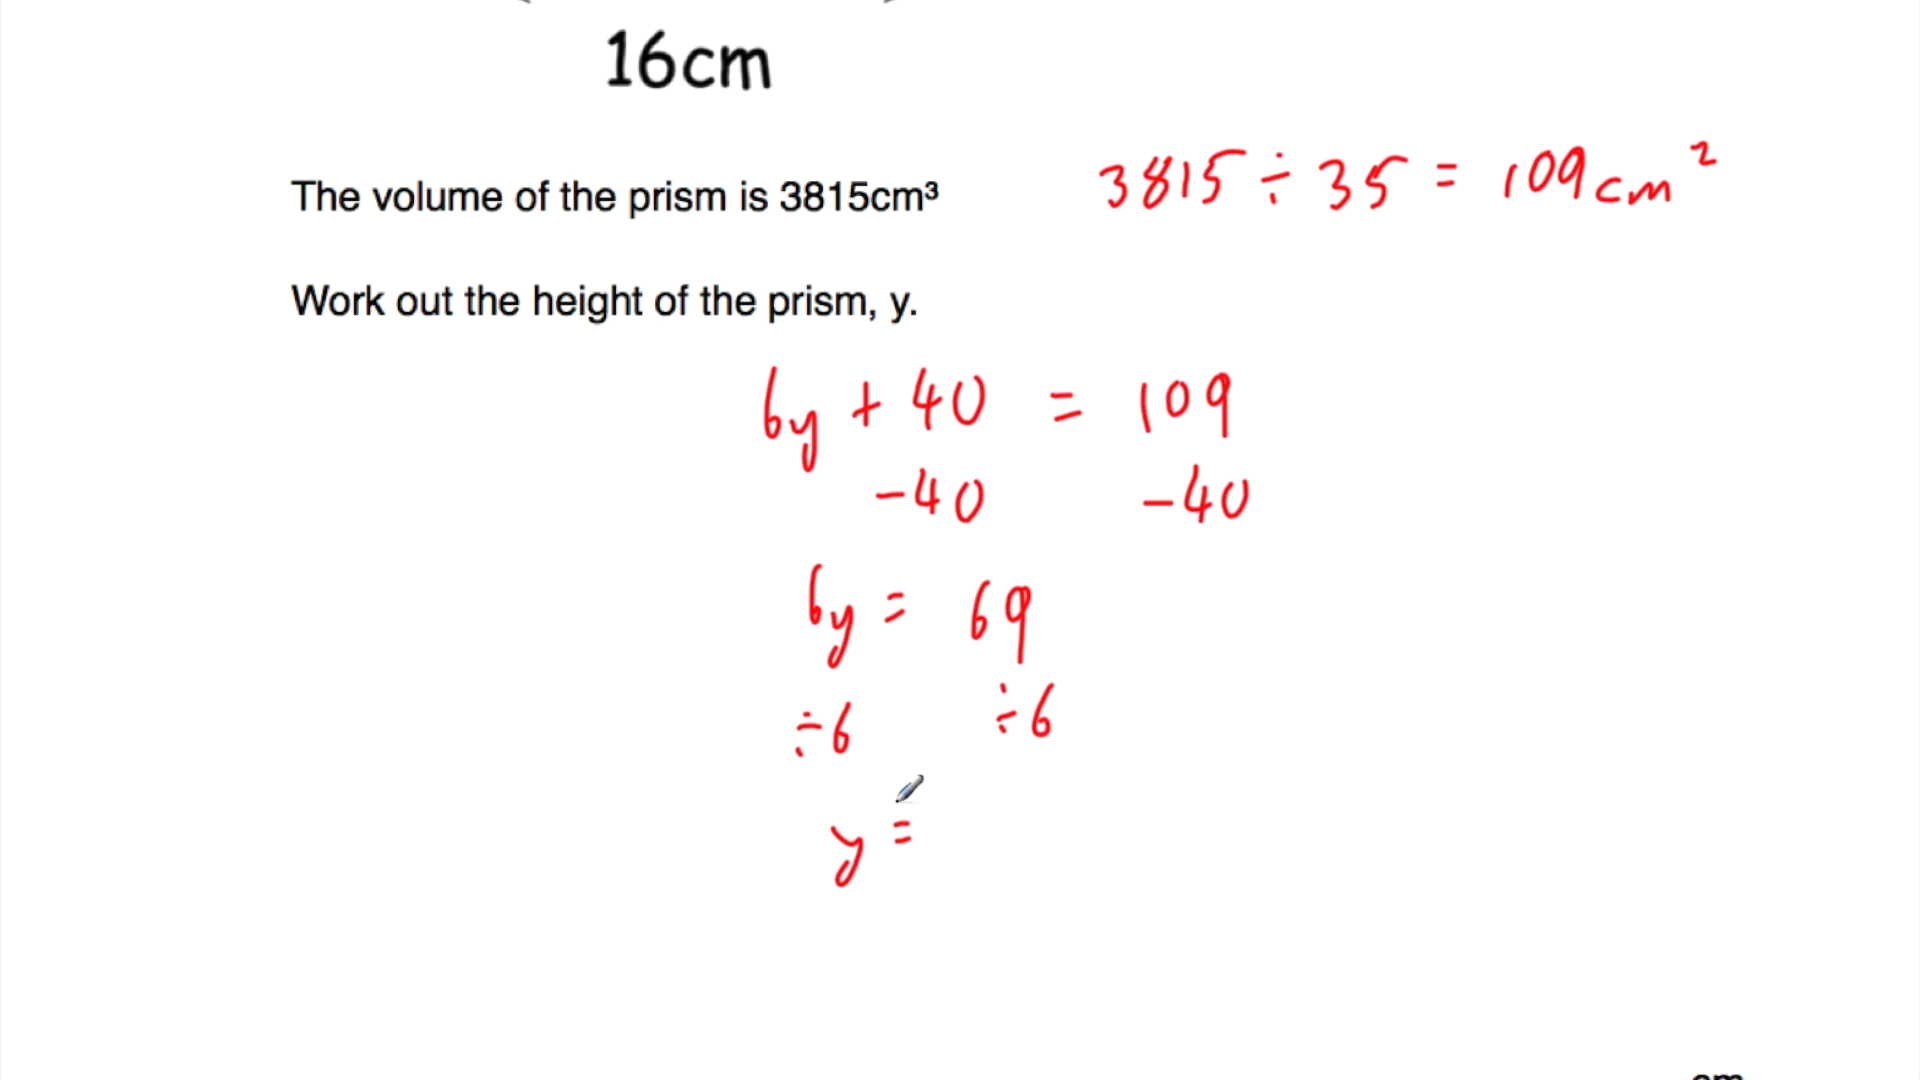 16cm
The volume of the prism is 3815cm³
3815 ÷ 35 = 109cm²
Work out the height of the prism, y.
6y + 40 = 109
-40 -40
6y = 69
÷6 ÷6
y =
cm